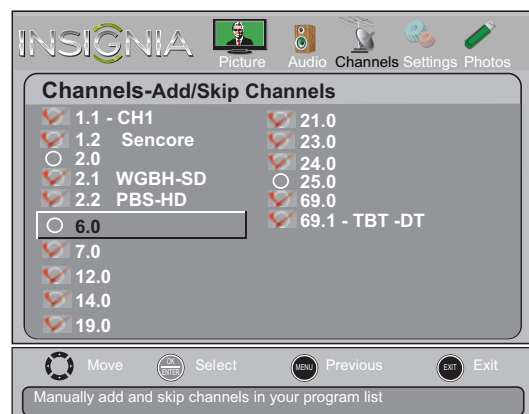 INSIGNIA
Picture Audio Channels Settings Photos
Channels-Add/Skip Channels
1.1 - CH1
1.2 Sencore
2.0
2.1 WGBH-SD
2.2 PBS-HD
6.0
7.0
12.0
14.0
19.0
21.0
23.0
24.0
25.0
69.0
69.1 - TBT -DT
Move OK ENTER Select MENU Previous EXIT Exit
Manually add and skip channels in your program list